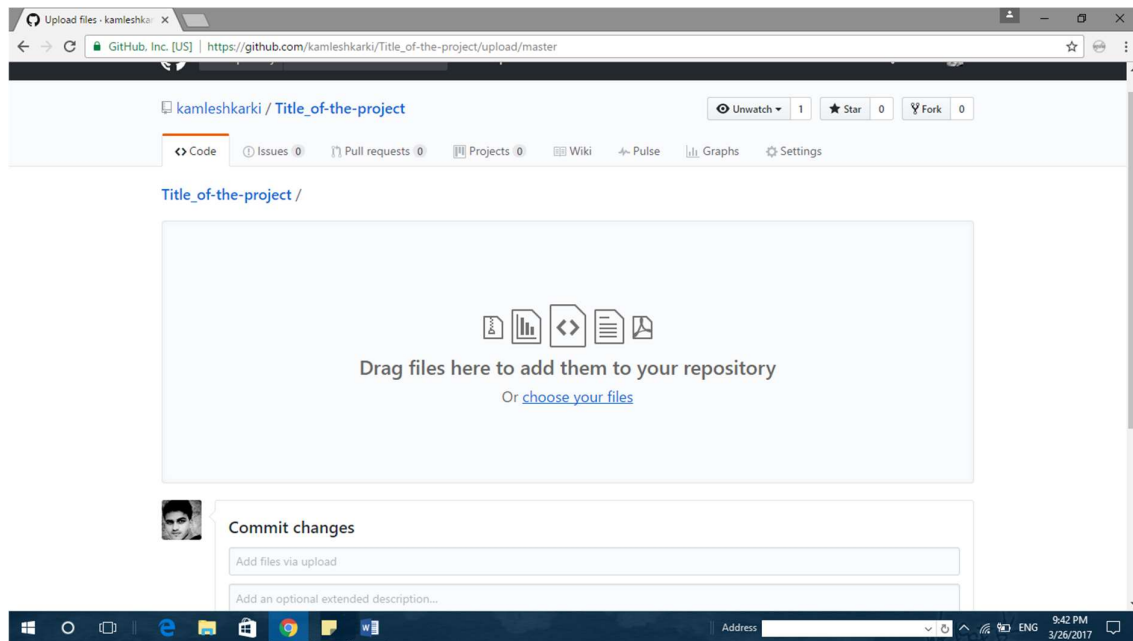 Upload files · kamleshkar
GitHub, Inc. [US] | https://github.com/kamleshkarki/Title_of-the-project/upload/master
kamleshkarki / Title_of-the-project
Unwatch 1 Star 0 Fork 0
Code Issues 0 Pull requests 0 Projects 0 Wiki Pulse Graphs Settings
Title_of-the-project /
Drag files here to add them to your repository
Or choose your files
Commit changes
Add files via upload
Add an optional extended description...
Address
ENG
9:42 PM
3/26/2017